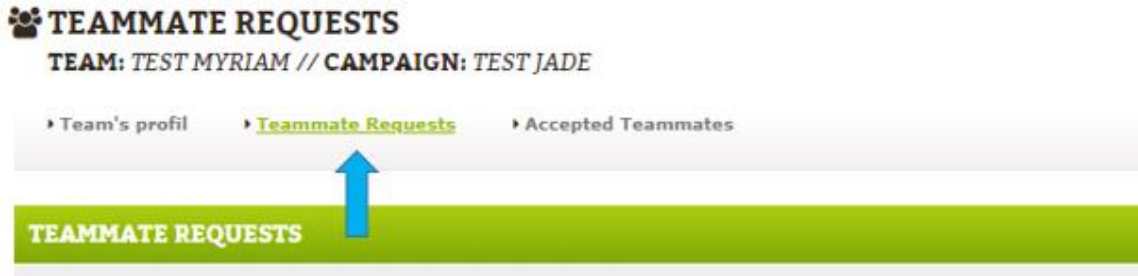 TEAMMATE REQUESTS
TEAM: TEST MYRIAM // CAMPAIGN: TEST JADE
Team's profil Teammate Requests Accepted Teammates
TEAMMATE REQUESTS